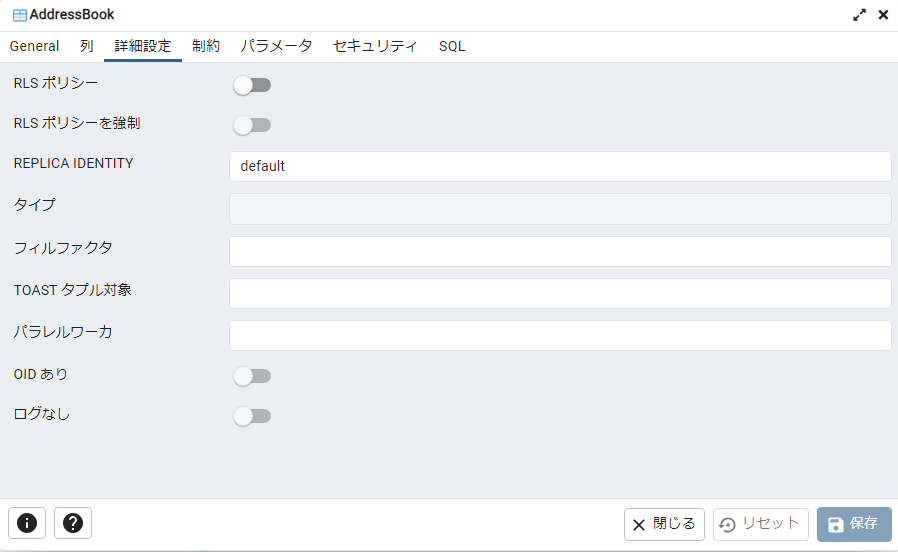 AddressBook
General 列 詳細設定 制約 パラメータ セキュリティ SQL
RLS ポリシー
RLS ポリシーを強制
REPLICA IDENTITY default
タイプ
フィルファクタ
TOAST タプル対象
パラレルワーカ
OID あり
ログなし
閉じる リセット 保存